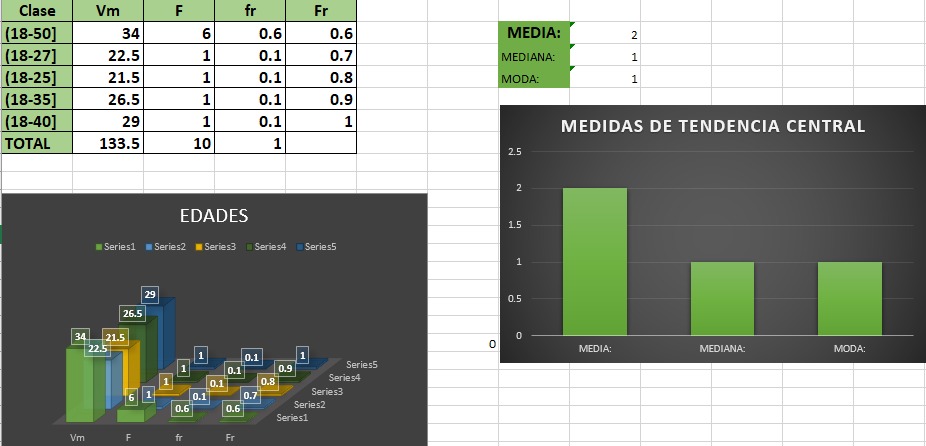 Clase Vm F fr Fr
(18-50] 34 6 0.6 0.6
(18-27] 22.5 1 0.1 0.7
(18-25] 21.5 1 0.1 0.8
(18-35] 26.5 1 0.1 0.9
(18-40] 29 1 0.1 1
TOTAL 133.5 10 1
MEDIA: 2
MEDIANA: 1
MODA: 1
EDADES
Series1 Series2 Series3 Series4 Series5
29
26.5
34 22.5 21.5
6 1 1 1 1
0.6 0.1 0.1 0.1 0.1
0.6 0.7 0.8 0.9 1
Series5
Series4
Series3
Series2
Series1
Vm F fr Fr
0
MEDIDAS DE TENDENCIA CENTRAL
2.5
2
1.5
1
0.5
0
MEDIA: MEDIANA: MODA: